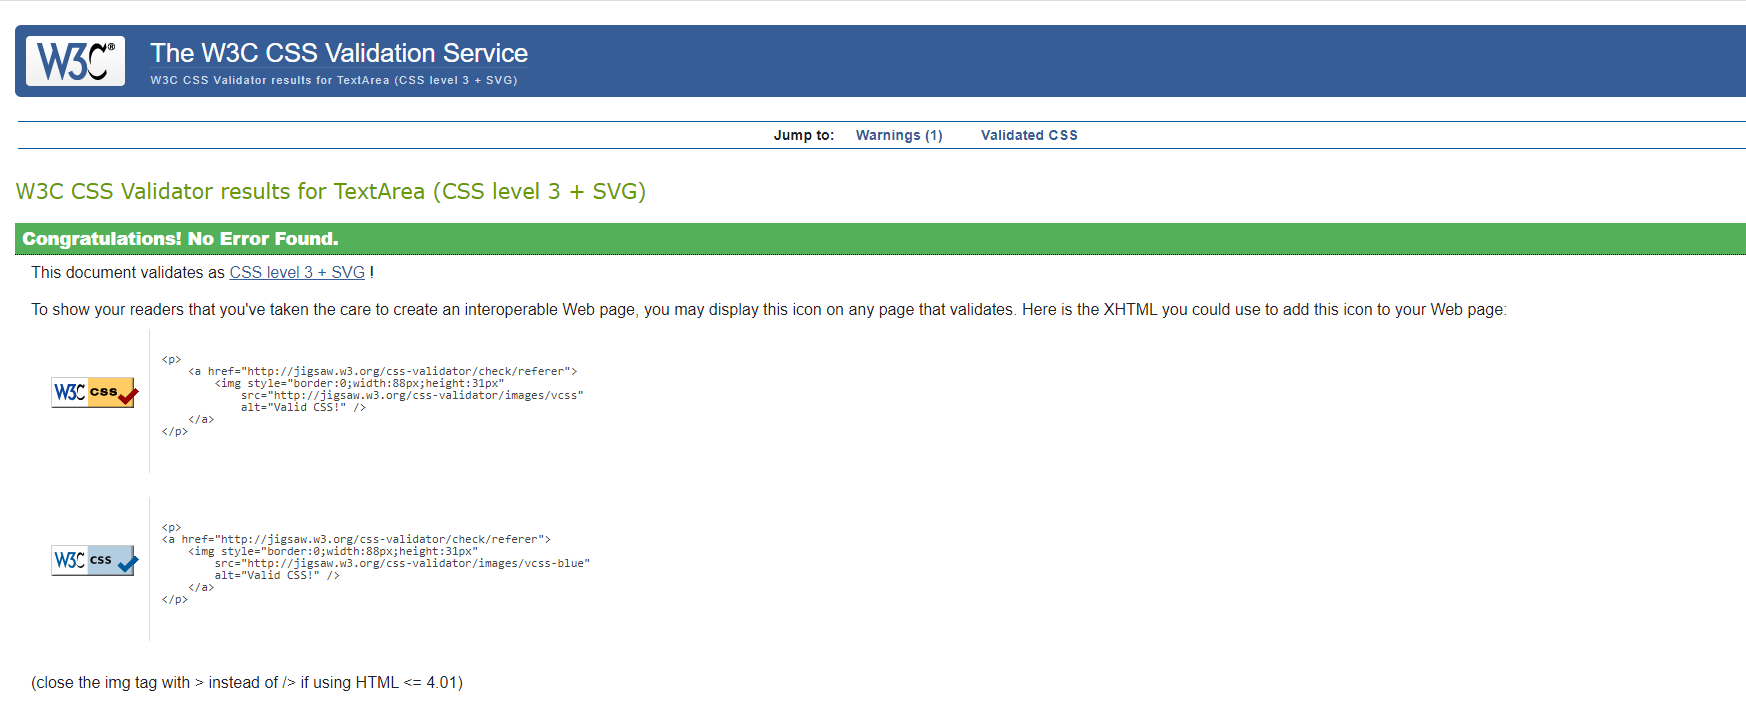 W3C®
The W3C CSS Validation Service
W3C CSS Validator results for TextArea (CSS level 3 + SVG)
Jump to: Warnings (1) Validated CSS
W3C CSS Validator results for TextArea (CSS level 3 + SVG)
Congratulations! No Error Found.
This document validates as CSS level 3 + SVG !
To show your readers that you've taken the care to create an interoperable Web page, you may display this icon on any page that validates. Here is the XHTML you could use to add this icon to your Web page:
W3C css
<p>
<a href="http://jigsaw.w3.org/css-validator/check/referer">
<img style="border:0;width:88px;height:31px"
src="http://jigsaw.w3.org/css-validator/images/vcss"
alt="Valid CSS!" />
</a>
</p>
W3C css
<p>
<a href="http://jigsaw.w3.org/css-validator/check/referer">
<img style="border:0;width:88px;height:31px"
src="http://jigsaw.w3.org/css-validator/images/vcss-blue"
alt="Valid CSS!" />
</a>
</p>
(close the img tag with > instead of /> if using HTML <= 4.01)